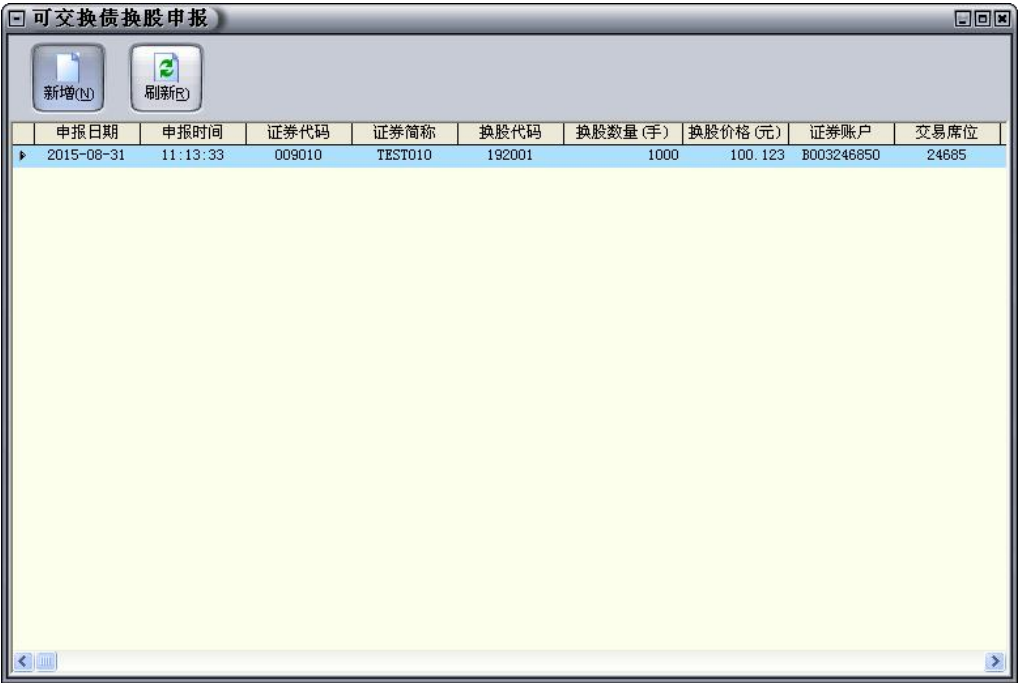 可交换债换股申报
新增(N) 刷新R)
申报日期 申报时间 证券代码 证券简称 换股代码 换股数量(手) 换股价格(元) 证券账户 交易席位
2015-08-31 11:13:33 009010 TEST010 192001 1000 100.123 B003246850 24685